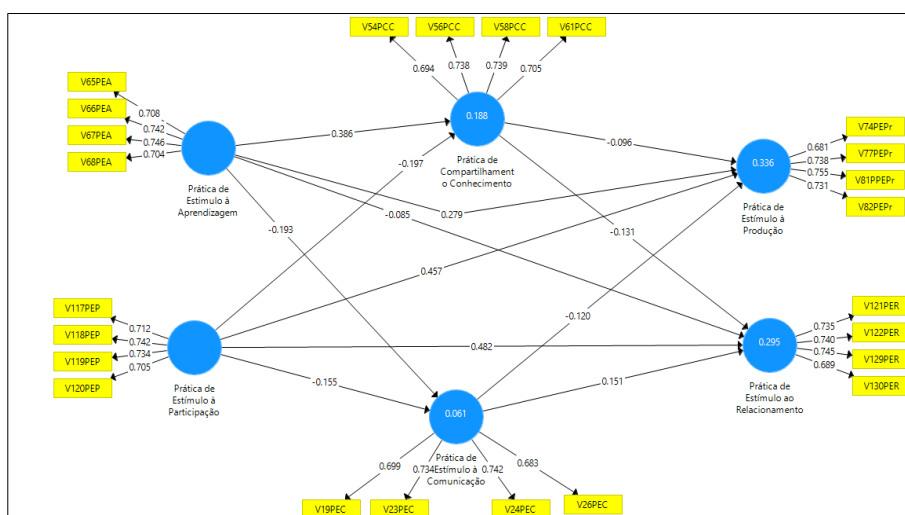 V54PCC
V56PCC
V58PCC
V61PCC
0.694
0.738
0.739
0.705
V65PEA
V66PEA
V67PEA
V68PEA
0.708
0.742
0.746
0.704
Prática de
Estimulo à
Aprendizagem
0.188
Prática de
Compartilhament
o Conhecimento
0.386
-0.197
-0.096
0.336
Prática de
Estímulo à
Produção
V74PEPr
V77PEPr
V81PPEPr
V82PEPr
0.681
0.738
0.755
0.731
-0.085
0.279
-0.193
-0.131
0.457
-0.120
V117PEP
V118PEP
V119PEP
V120PEP
0.712
0.742
0.734
0.705
Prática de
Estímulo à
Participação
0.482
-0.155
0.151
0.295
Prática de
Estímulo ao
Relacionamento
V121PER
V122PER
V129PER
V130PER
0.735
0.740
0.745
0.689
0.061
Prática de
Estímulo à
Comunicação
0.699
0.734
0.742
0.683
V19PEC
V23PEC
V24PEC
V26PEC